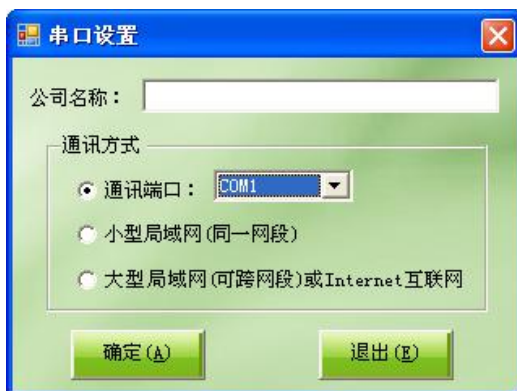 串口设置
公司名称：
通讯方式
通讯端口： COM1
小型局域网(同一网段)
大型局域网(可跨网段)或Internet互联网
确定(A) 退出(E)